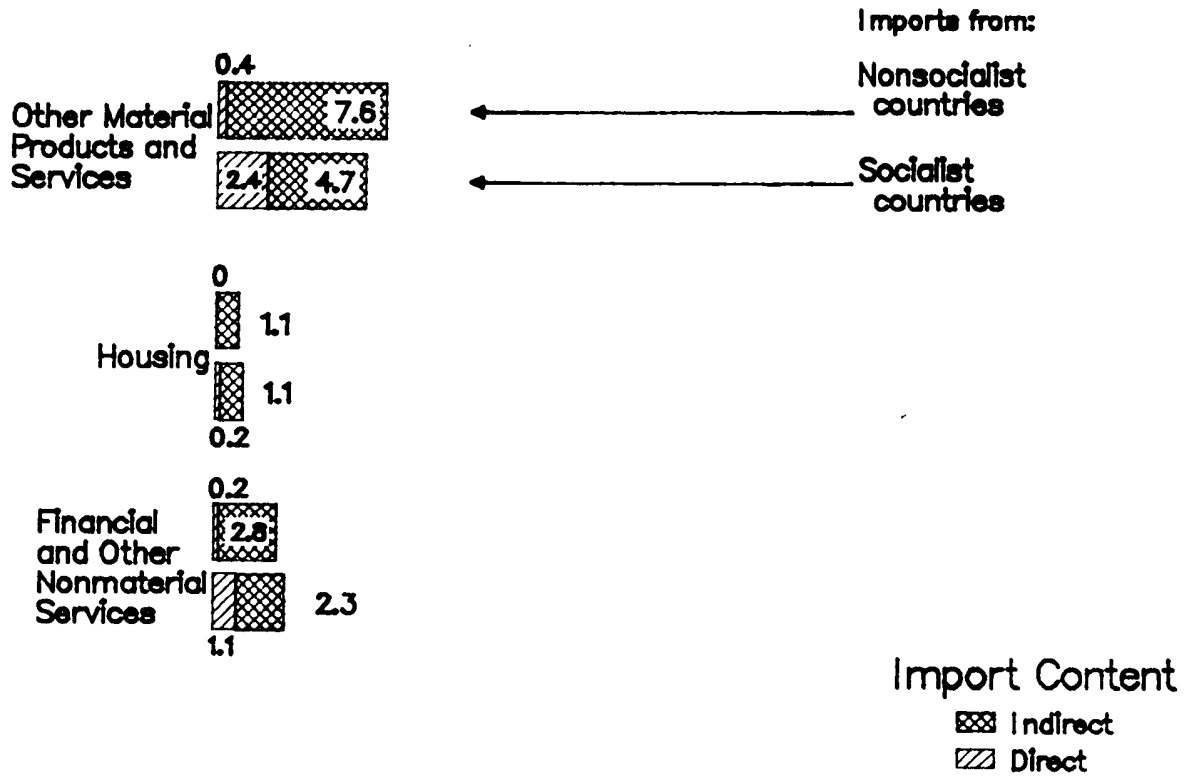 Imports from:
0.4
Nonsocialist
countries
Other Material
Products and
Services
7.6
2.4
4.7
Socialist
countries
0
1.1
Housing
1.1
0.2
0.2
Financial
and Other
Nonmaterial
Services
2.8
2.3
1.1
Import Content
Indirect
Direct